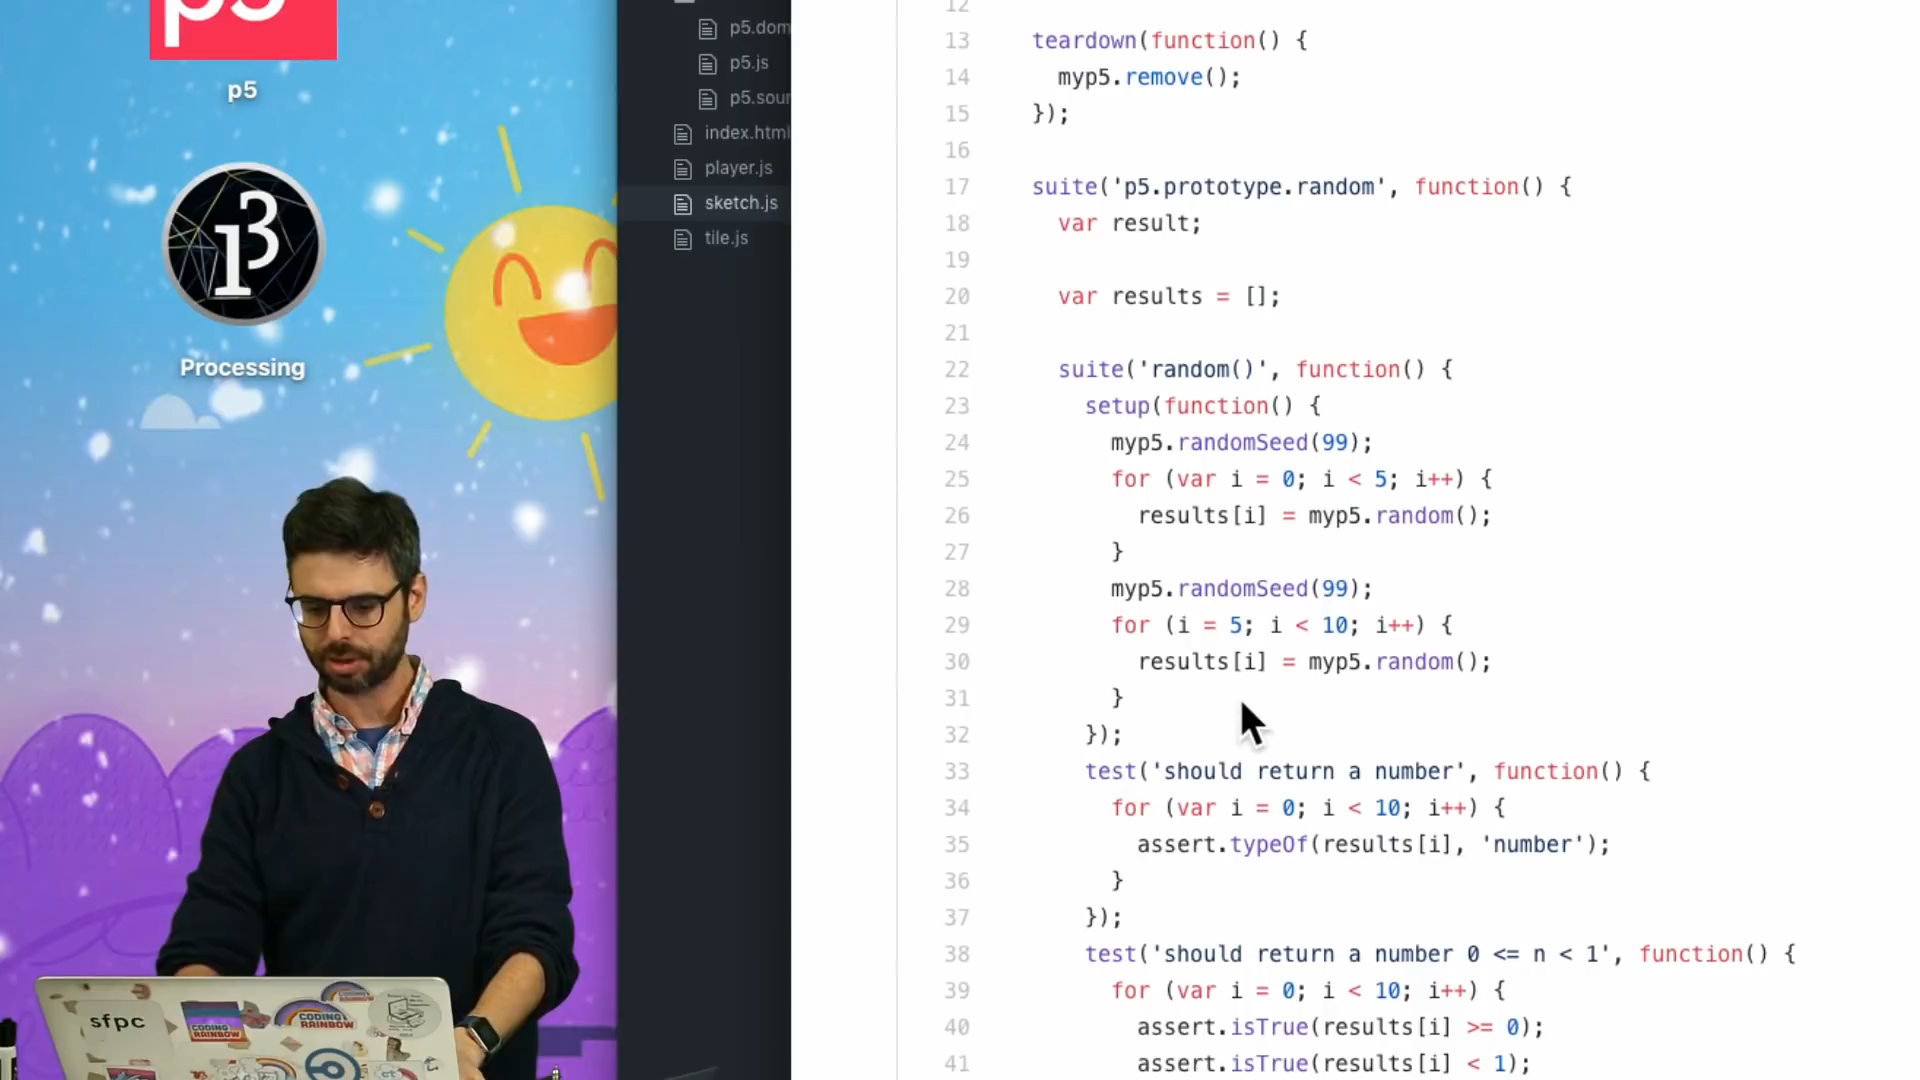 p5
p5
Processing
p5.dom
p5.js
p5.sour
index.html
player.js
sketch.js
tile.js
12
13 teardown(function() {
14 myp5.remove();
15 });
16
17 suite('p5.prototype.random', function() {
18 var result;
19
20 var results = [];
21
22 suite('random()', function() {
23 setup(function() {
24 myp5.randomSeed(99);
25 for (var i = 0; i < 5; i++) {
26 results[i] = myp5.random();
27 }
28 myp5.randomSeed(99);
29 for (i = 5; i < 10; i++) {
30 results[i] = myp5.random();
31 }
32 });
33 test('should return a number', function() {
34 for (var i = 0; i < 10; i++) {
35 assert.typeOf(results[i], 'number');
36 }
37 });
38 test('should return a number 0 <= n < 1', function() {
39 for (var i = 0; i < 10; i++) {
40 assert.isTrue(results[i] >= 0);
41 assert.isTrue(results[i] < 1);
sfpc
CODING
RAINBOW
CODING
RAINBOW